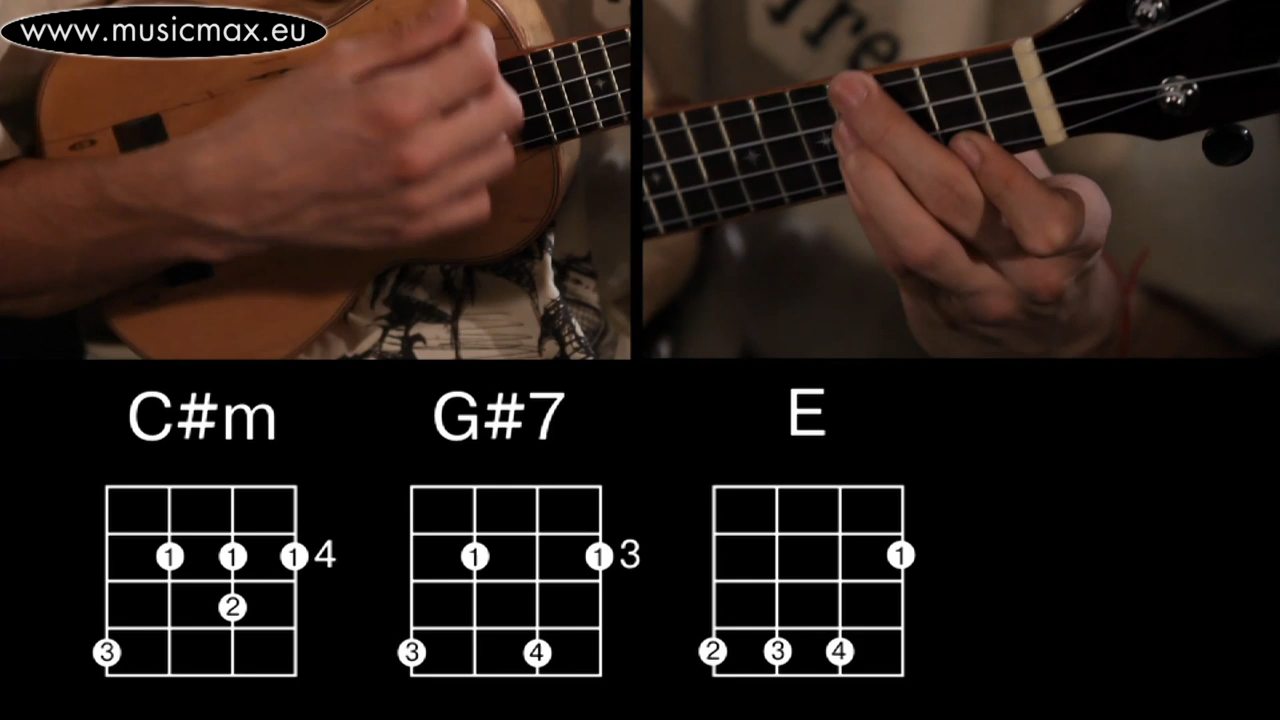 www.musicmax.eu
C#m
G#7
E
1 1 1 4
2
3
1 1 3
3 4
1
2 3 4